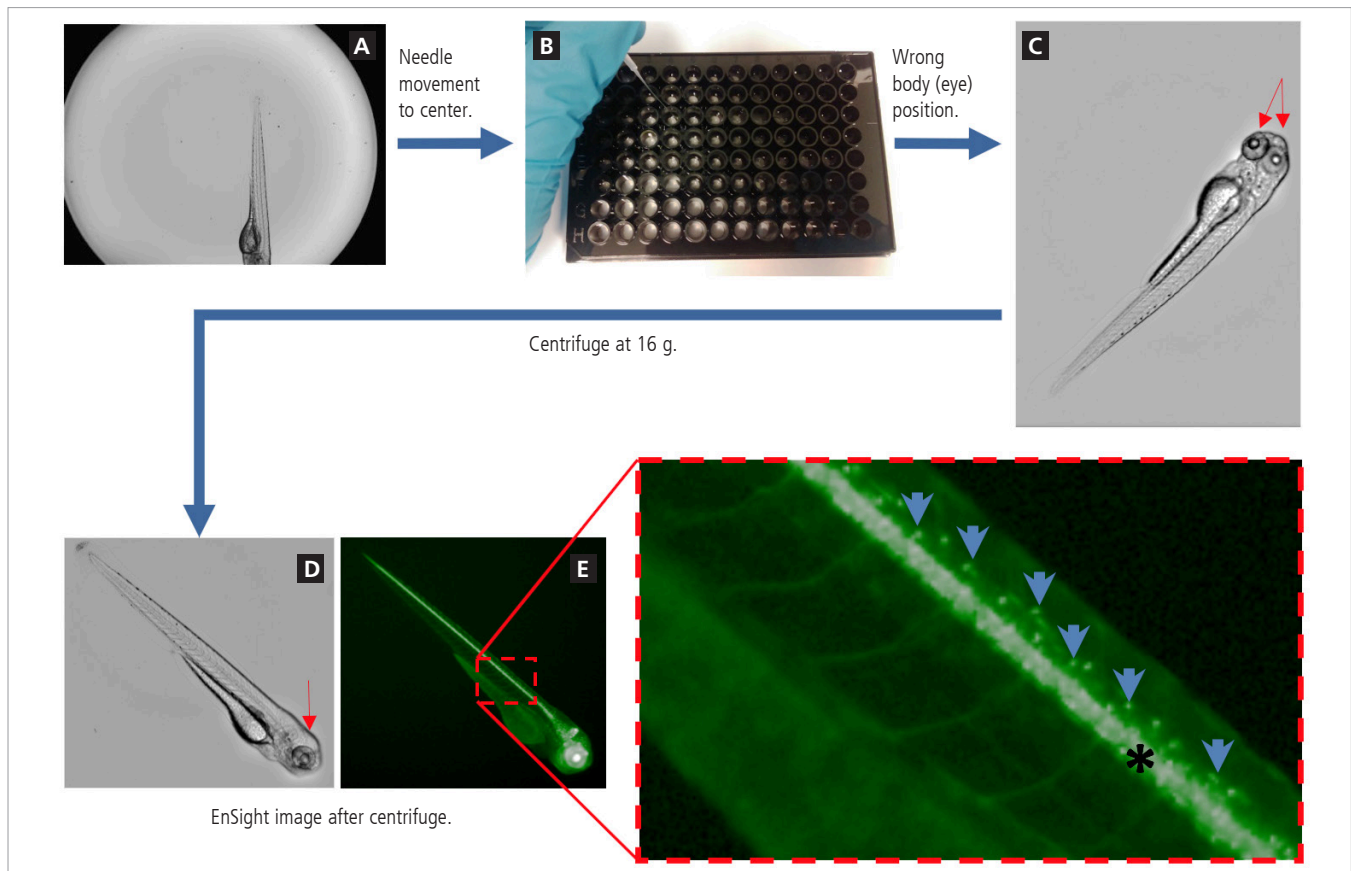 A
Needle
movement
to center.
B
Wrong
body (eye)
position.
C
G
H
Centrifuge at 16 g.
D
E
*
EnSight image after centrifuge.